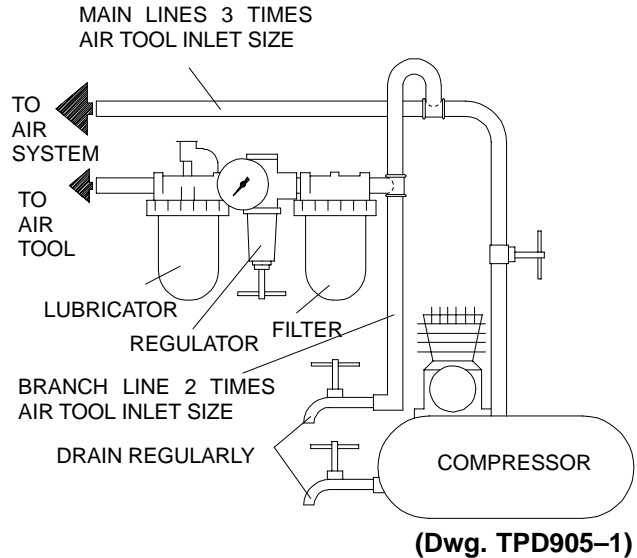 MAIN LINES 3 TIMES
AIR TOOL INLET SIZE
TO
AIR
SYSTEM
TO
AIR
TOOL
LUBRICATOR
REGULATOR
FILTER
BRANCH LINE 2 TIMES
AIR TOOL INLET SIZE
DRAIN REGULARLY
COMPRESSOR
(Dwg. TPD905–1)